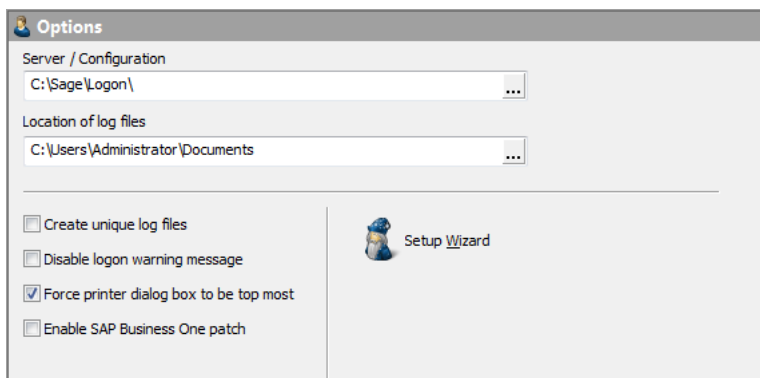 Options
Server / Configuration
C:\Sage\Logon\
...
Location of log files
C:\Users\Administrator\Documents
...
Create unique log files
Disable logon warning message
Force printer dialog box to be top most
Enable SAP Business One patch
Setup Wizard